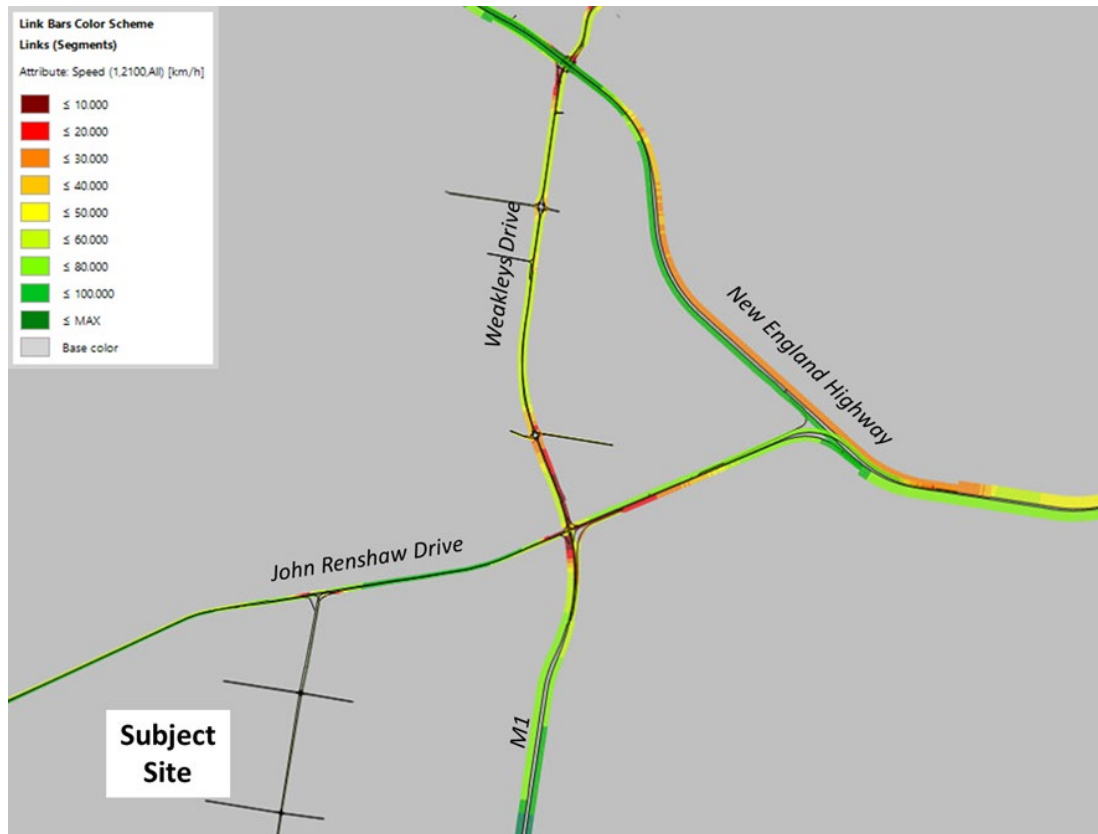 Link Bars Color Scheme
Links (Segments)
Attribute: Speed (1,2100,All) [km/h]
≤ 10.000
≤ 20.000
≤ 30.000
≤ 40.000
≤ 50.000
≤ 60.000
≤ 80.000
≤ 100.000
≤ MAX
Base color
Weakleys Drive
New England Highway
John Renshaw Drive
M1
Subject
Site